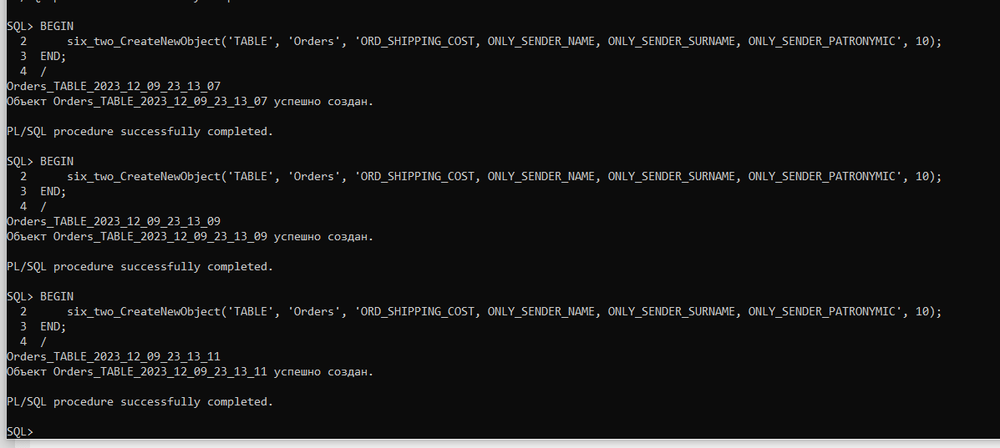 SQL> BEGIN
2 six_two_CreateNewObject('TABLE', 'Orders', 'ORD_SHIPPING_COST, ONLY_SENDER_NAME, ONLY_SENDER_SURNAME, ONLY_SENDER_PATRONYMIC', 10);
3 END;
4 /
Orders_TABLE_2023_12_09_23_13_07
Объект Orders_TABLE_2023_12_09_23_13_07 успешно создан.
PL/SQL procedure successfully completed.
SQL> BEGIN
2 six_two_CreateNewObject('TABLE', 'Orders', 'ORD_SHIPPING_COST, ONLY_SENDER_NAME, ONLY_SENDER_SURNAME, ONLY_SENDER_PATRONYMIC', 10);
3 END;
4 /
Orders_TABLE_2023_12_09_23_13_09
Объект Orders_TABLE_2023_12_09_23_13_09 успешно создан.
PL/SQL procedure successfully completed.
SQL> BEGIN
2 six_two_CreateNewObject('TABLE', 'Orders', 'ORD_SHIPPING_COST, ONLY_SENDER_NAME, ONLY_SENDER_SURNAME, ONLY_SENDER_PATRONYMIC', 10);
3 END;
4 /
Orders_TABLE_2023_12_09_23_13_11
Объект Orders_TABLE_2023_12_09_23_13_11 успешно создан.
PL/SQL procedure successfully completed.
SQL>